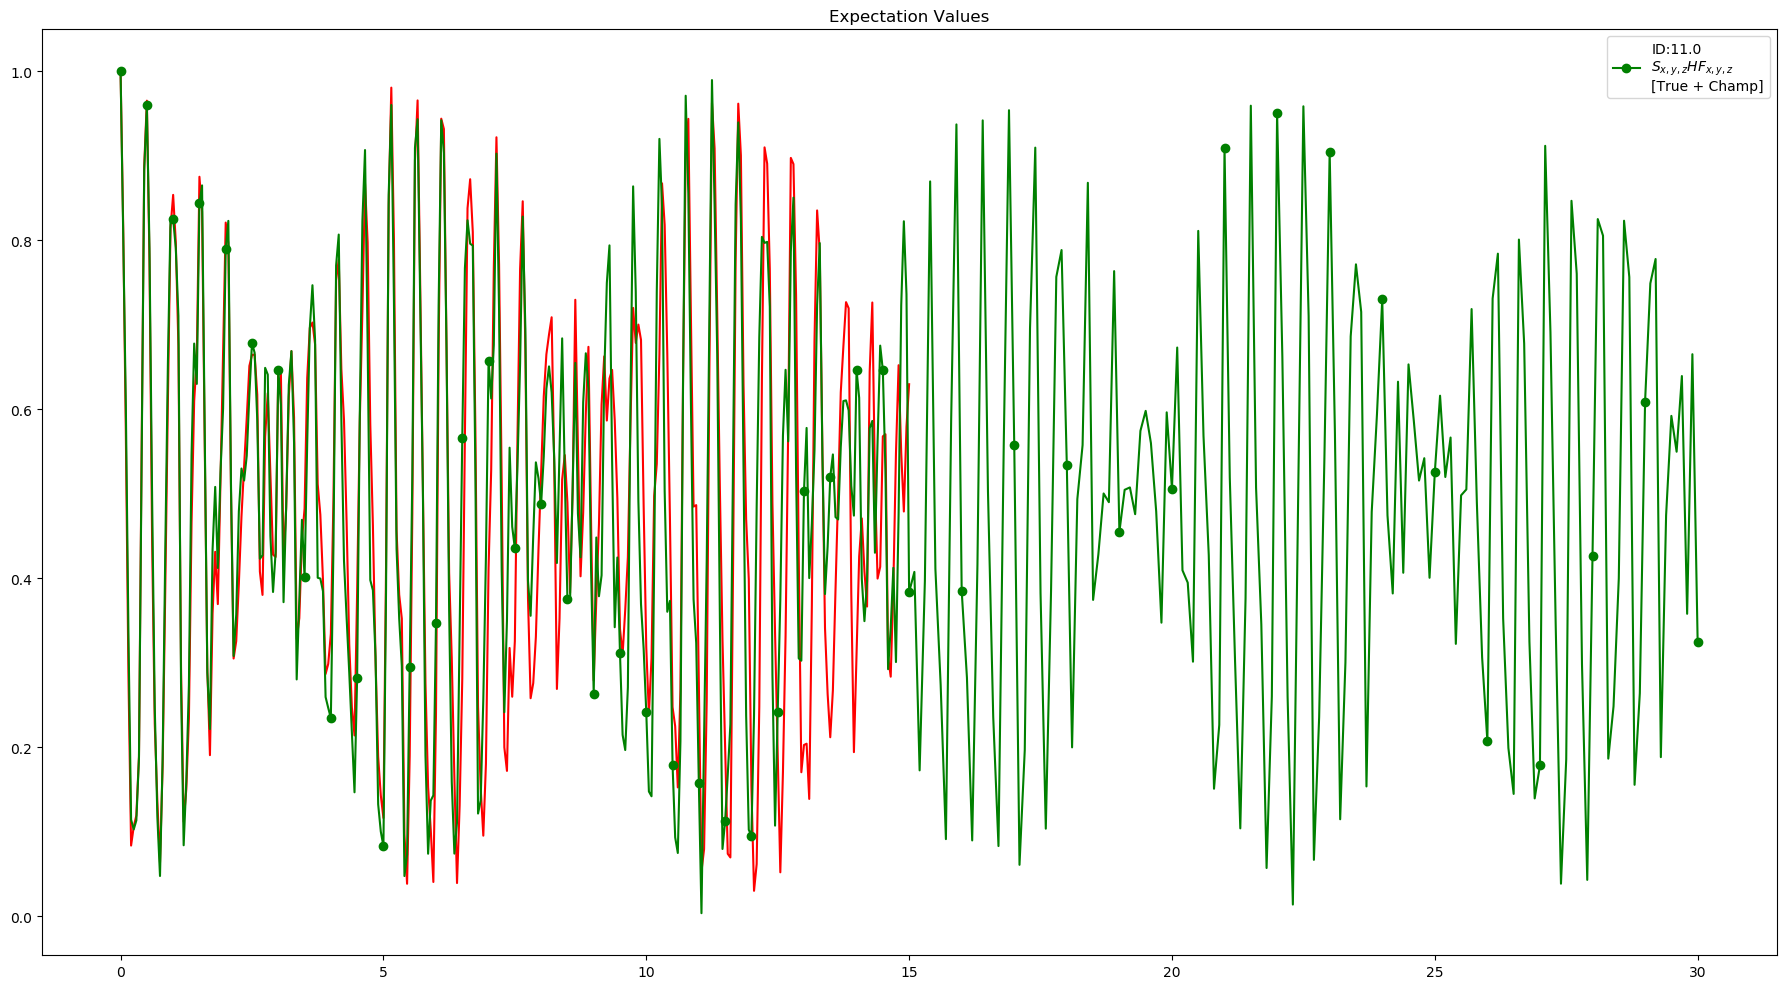 Expectation Values
ID:11.0
$S_{x,y,z}HF_{x,y,z}$
[True + Champ]
1.0
0.8
0.6
0.4
0.2
0.0
0 5 10 15 20 25 30